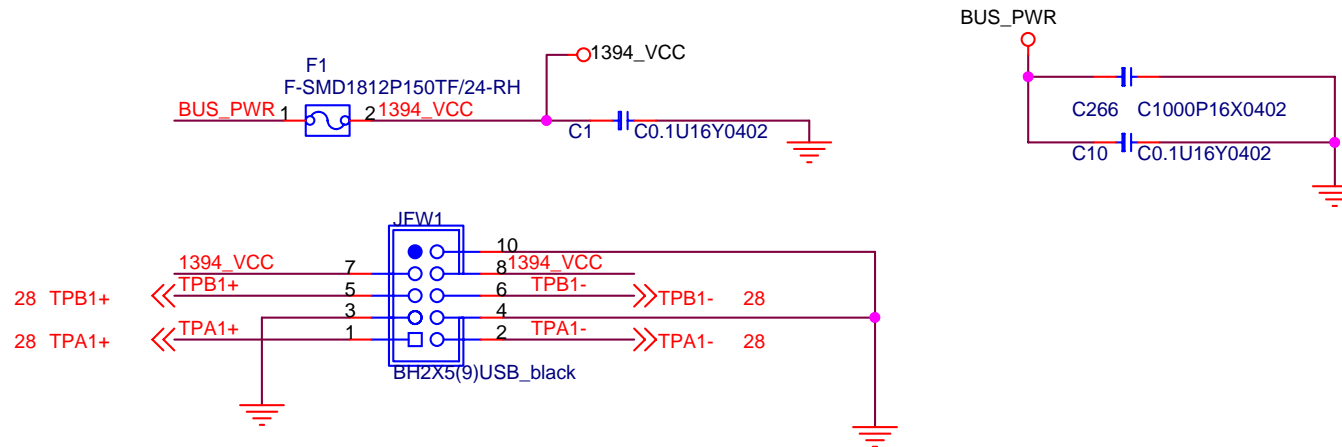 BUS_PWR
1394_VCC
F1
F-SMD1812P150TF/24-RH
BUS_PWR 1 2 1394_VCC
C1 C0.1U16Y0402
C266 C1000P16X0402
C10 C0.1U16Y0402
JFW1
10
1394_VCC 7 8 1394_VCC
28 TPB1+ TPB1+ 5 6 TPB1- TPB1- 28
3 4
28 TPA1+ TPA1+ 1 2 TPA1- TPA1- 28
BH2X5(9)USB_black